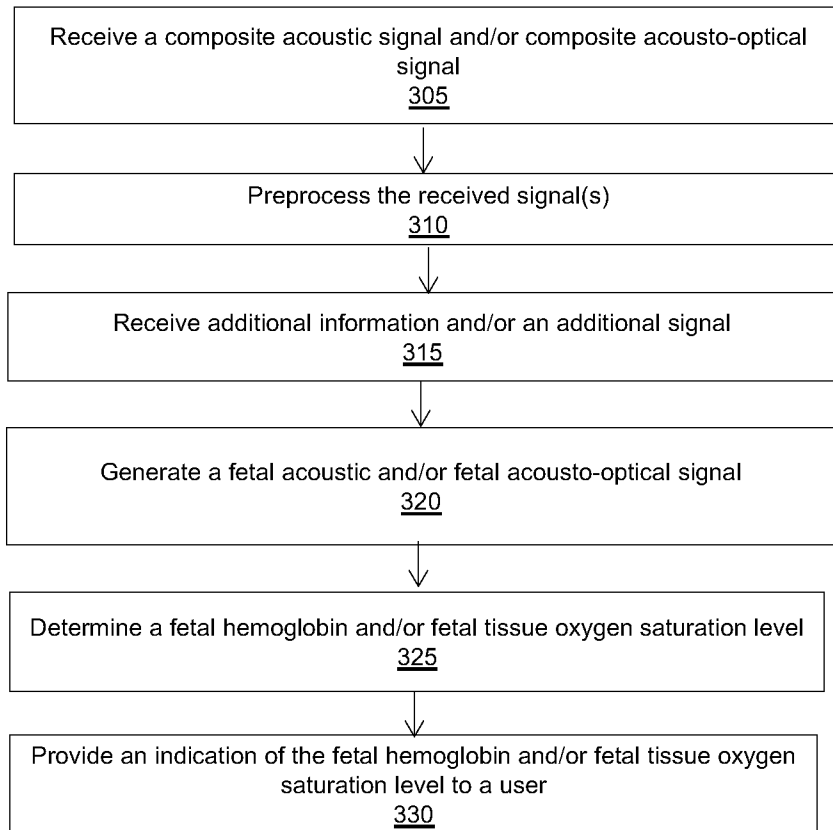 Receive a composite acoustic signal and/or composite acousto-optical
signal
305
Preprocess the received signal(s)
310
Receive additional information and/or an additional signal
315
Generate a fetal acoustic and/or fetal acousto-optical signal
320
Determine a fetal hemoglobin and/or fetal tissue oxygen saturation level
325
Provide an indication of the fetal hemoglobin and/or fetal tissue oxygen
saturation level to a user
330